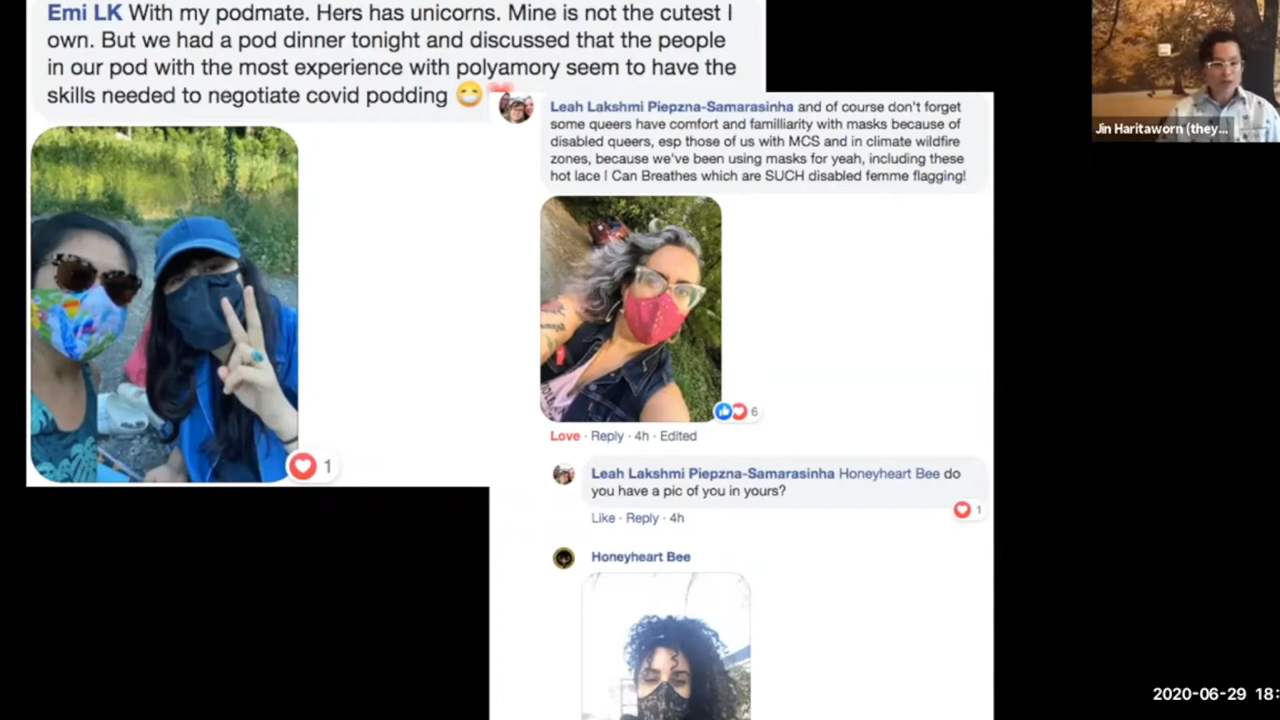 Emi LK With my podmate. Hers has unicorns. Mine is not the cutest I
own. But we had a pod dinner tonight and discussed that the people
in our pod with the most experience with polyamory seem to have the
skills needed to negotiate covid podding
1
Leah Lakshmi Piepzna-Samarasinha and of course don't forget
some queers have comfort and familliarity with masks because of
disabled queers, esp those of us with MCS and in climate wildfire
zones, because we've been using masks for yeah, including these
hot lace I Can Breathes which are SUCH disabled femme flagging!
6
Love · Reply · 4h · Edited
Leah Lakshmi Piepzna-Samarasinha Honeyheart Bee do
you have a pic of you in yours?
1
Like · Reply · 4h
Honeyheart Bee
Jin Haritaworn (they...
2020-06-29 18: